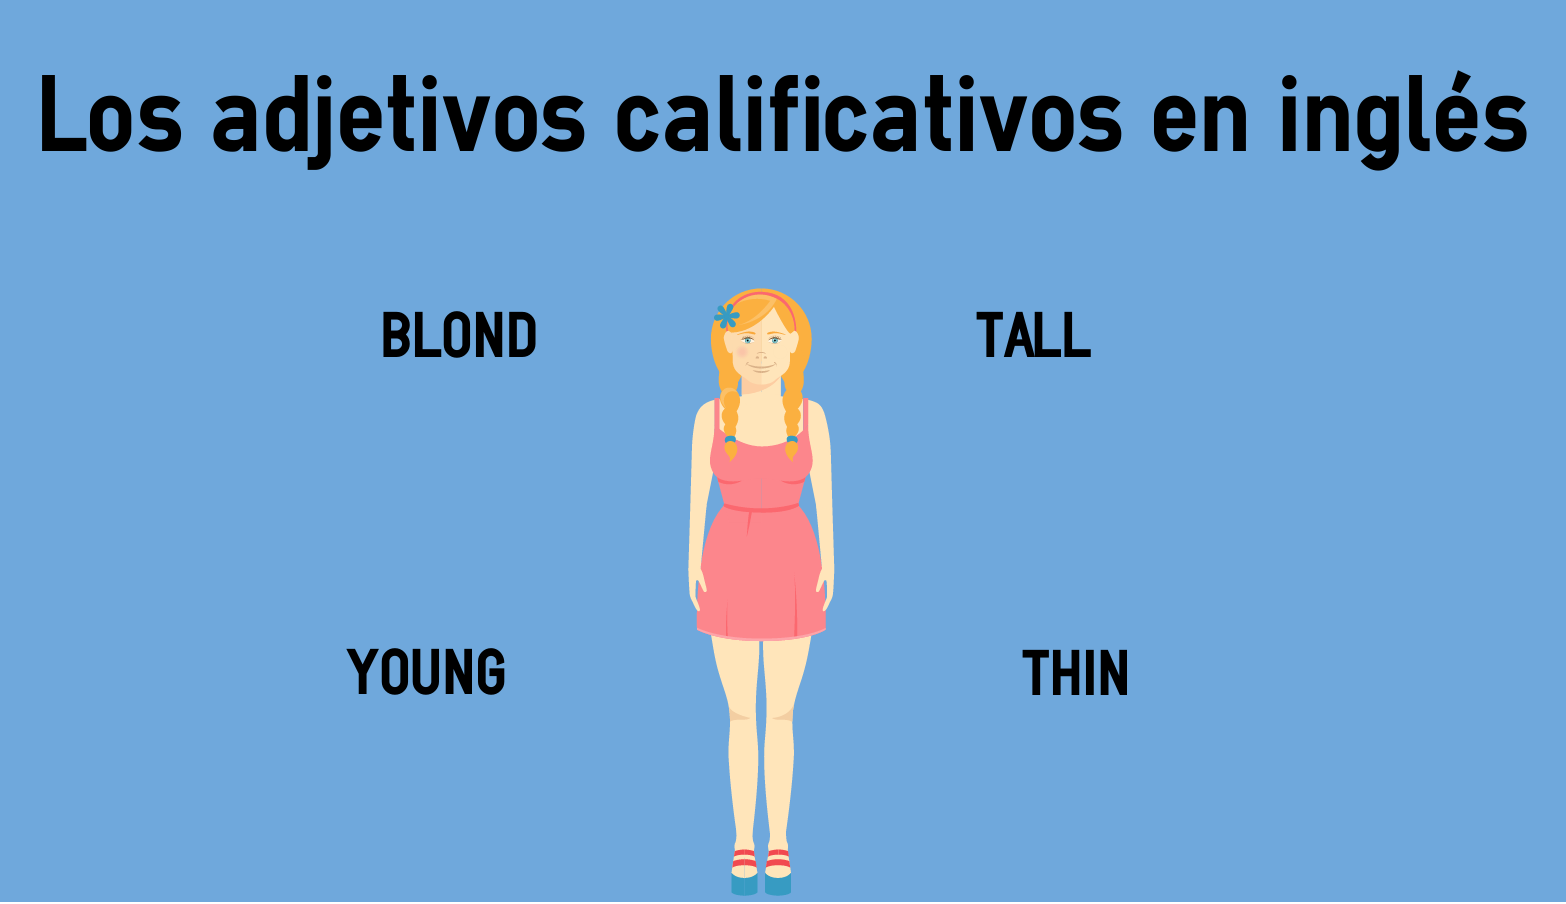 Los adjetivos calificativos en inglés
BLOND
TALL
YOUNG
THIN